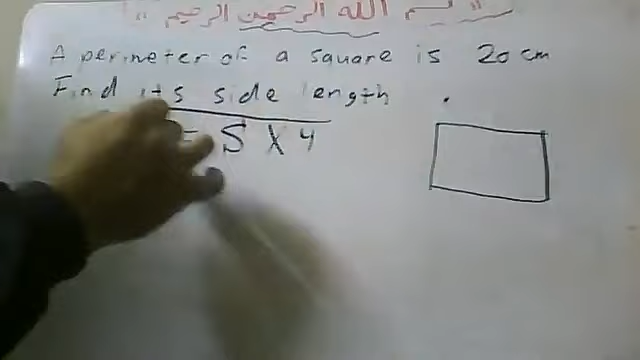 بسم الله الرحمن الرحيم
A perimeter of a square is 20 cm
Find its side length
= S X 4